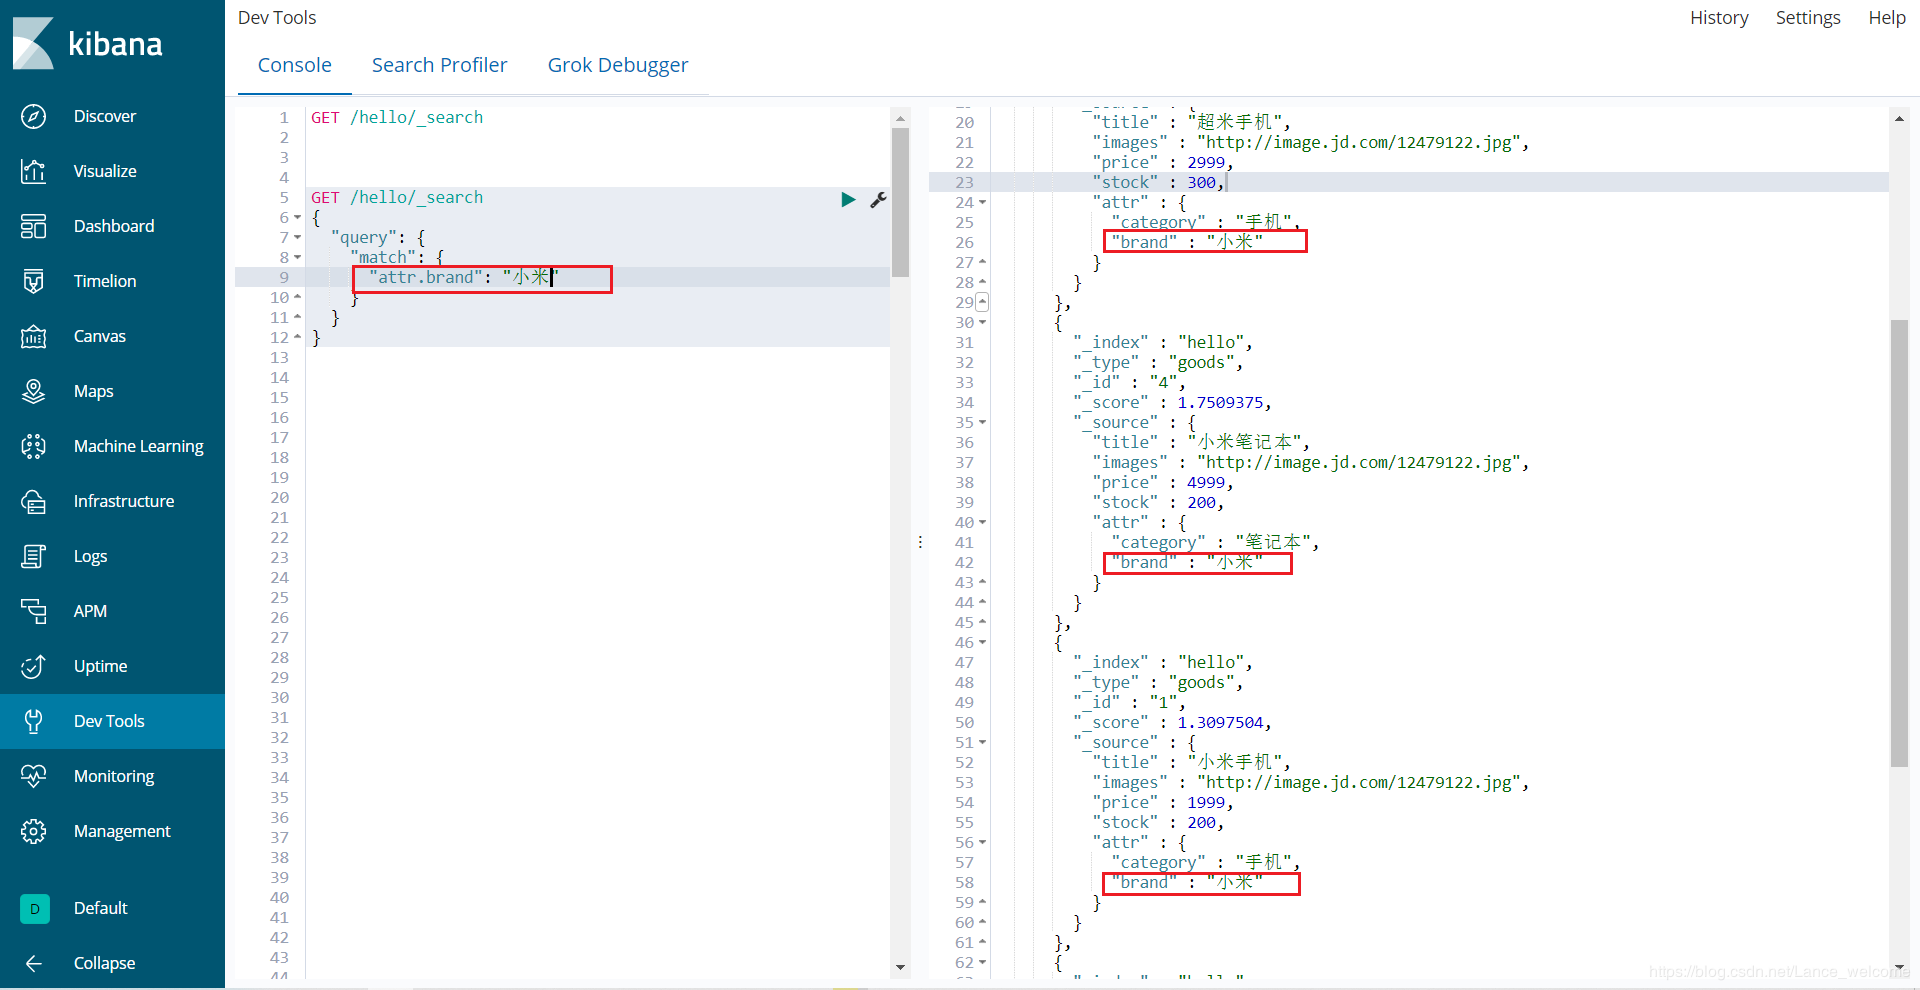 kibana
Discover
Visualize
Dashboard
Timelion
Canvas
Maps
Machine Learning
Infrastructure
Logs
APM
Uptime
Dev Tools
Monitoring
Management
D Default
Collapse
Dev Tools
History Settings Help
Console Search Profiler Grok Debugger
1 GET /hello/_search
2
3
4
5 GET /hello/_search
6 {
7 "query": {
8 "match": {
9 "attr.brand": "小米"
10 }
11 }
12 }
13
14
15
16
17
18
19
20
21
22
23
24
25
26
27
28
29
30
31
32
33
34
35
36
37
38
39
40
41
42
43
44
20 "title" : "超米手机",
21 "images" : "http://image.jd.com/12479122.jpg",
22 "price" : 2999,
23 "stock" : 300,
24 "attr" : {
25 "category" : "手机",
26 "brand" : "小米"
27 }
28 }
29 },
30 {
31 "_index" : "hello",
32 "_type" : "goods",
33 "_id" : "4",
34 "_score" : 1.7509375,
35 "_source" : {
36 "title" : "小米笔记本",
37 "images" : "http://image.jd.com/12479122.jpg",
38 "price" : 4999,
39 "stock" : 200,
40 "attr" : {
41 "category" : "笔记本",
42 "brand" : "小米"
43 }
44 }
45 },
46 {
47 "_index" : "hello",
48 "_type" : "goods",
49 "_id" : "1",
50 "_score" : 1.3097504,
51 "_source" : {
52 "title" : "小米手机",
53 "images" : "http://image.jd.com/12479122.jpg",
54 "price" : 1999,
55 "stock" : 200,
56 "attr" : {
57 "category" : "手机",
58 "brand" : "小米"
59 }
60 }
61 },
62 {
https://blog.csdn.net/Lance_welcome